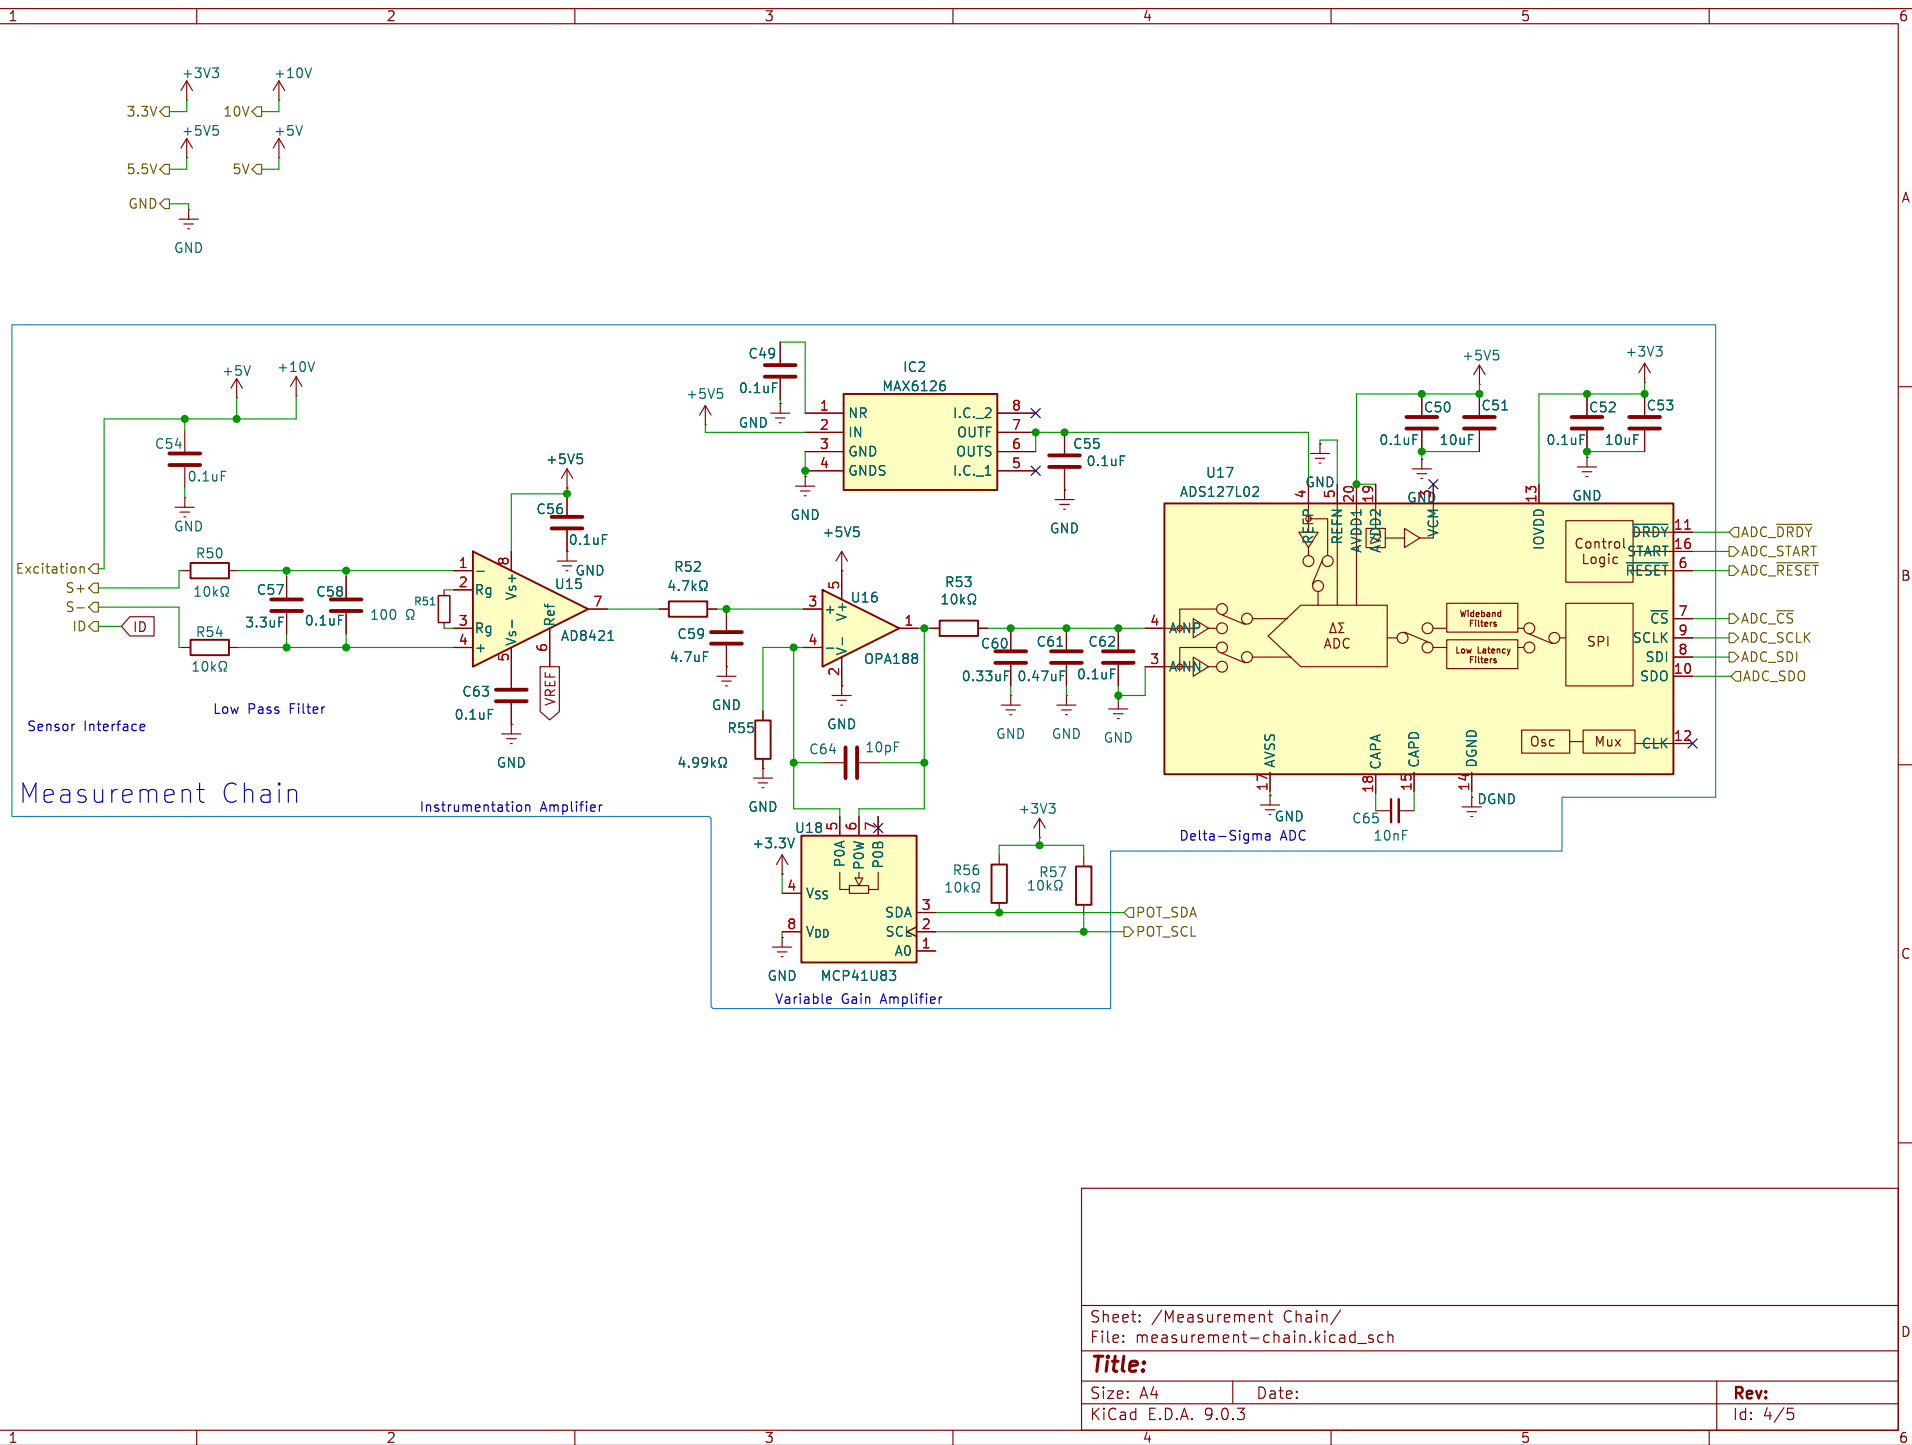 1 2 3 4 5 6
+3V3 +10V
3.3V 10V
+5V5 +5V
5.5V 5V
GND
GND
A
+5V +10V
C54
0.1uF
GND
Excitation
S+
S-
ID ID
R50
10kΩ
R54
10kΩ
C57
3.3uF
C58
0.1uF
100 Ω
R51
+5V5
C56
0.1uF
GND
U15
AD8421
1 -
2 Rg
3 Rg
4 +
8 Vs+
5 Vs-
6 Ref
7
VREF
C63
0.1uF
GND
Low Pass Filter
Sensor Interface
Measurement Chain
Instrumentation Amplifier
R52
4.7kΩ
C59
4.7uF
GND
C49
0.1uF
GND
+5V5
IC2
MAX6126
1 NR
2 IN
3 GND
4 GNDS
I.C._2 8
OUTF 7
OUTS 6
I.C._1 5
GND
C55
0.1uF
GND
+5V5
U16
OPA188
3 +
4 -
5 V+
2 V-
1
GND
R55
4.99kΩ
GND
C64 10pF
R53
10kΩ
C60
0.33uF
GND
C61
0.47uF
GND
C62
0.1uF
GND
U18
5 6 7
P0A P0W P0B
+3.3V
4 VSS
8 VDD
GND
SDA 3
SCL 2
A0 1
MCP41U83
Variable Gain Amplifier
+3V3
R56
10kΩ
R57
10kΩ
POT_SDA
POT_SCL
U17
ADS127L02
GND
4 REFP
5 REFN
20 AVDD1
19 AVDD2
VCM
13 IOVDD
+5V5
C50
0.1uF
C51
10uF
GND
+3V3
C52
0.1uF
C53
10uF
GND
4 AINP
3 AINN
ΔΣ
ADC
Wideband
Filters
Low Latency
Filters
Control
Logic
SPI
Osc Mux
DRDY 11 ADC_DRDY
START 16 ADC_START
RESET 6 ADC_RESET
CS 7 ADC_CS
SCLK 9 ADC_SCLK
SDI 8 ADC_SDI
SDO 10 ADC_SDO
CLK 12
AVSS 17
CAPA 18
CAPD 15
DGND 14
GND
C65
10nF
DGND
Delta-Sigma ADC
B
C
D
Sheet: /Measurement Chain/
File: measurement-chain.kicad_sch
Title:
Size: A4 Date: Rev:
KiCad E.D.A. 9.0.3 Id: 4/5
1 2 3 4 5 6